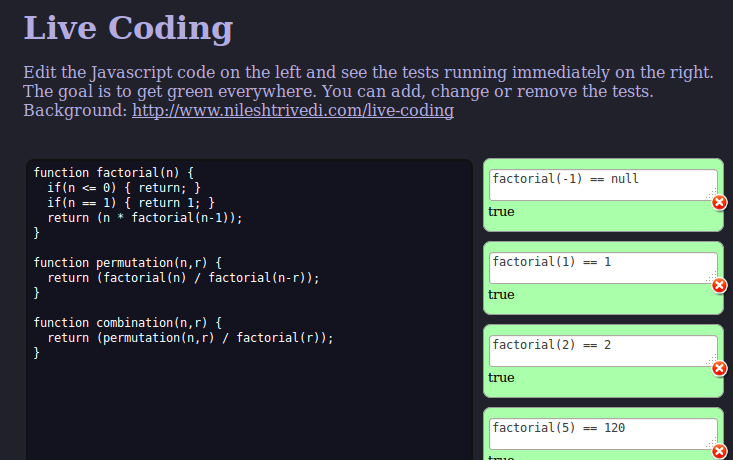 Live Coding
Edit the Javascript code on the left and see the tests running immediately on the right.
The goal is to get green everywhere. You can add, change or remove the tests.
Background: http://www.nileshtrivedi.com/live-coding
function factorial(n) {
  if(n <= 0) { return; }
  if(n == 1) { return 1; }
  return (n * factorial(n-1));
}

function permutation(n,r) {
  return (factorial(n) / factorial(n-r));
}

function combination(n,r) {
  return (permutation(n,r) / factorial(r));
}
factorial(-1) == null
true
factorial(1) == 1
true
factorial(2) == 2
true
factorial(5) == 120
true